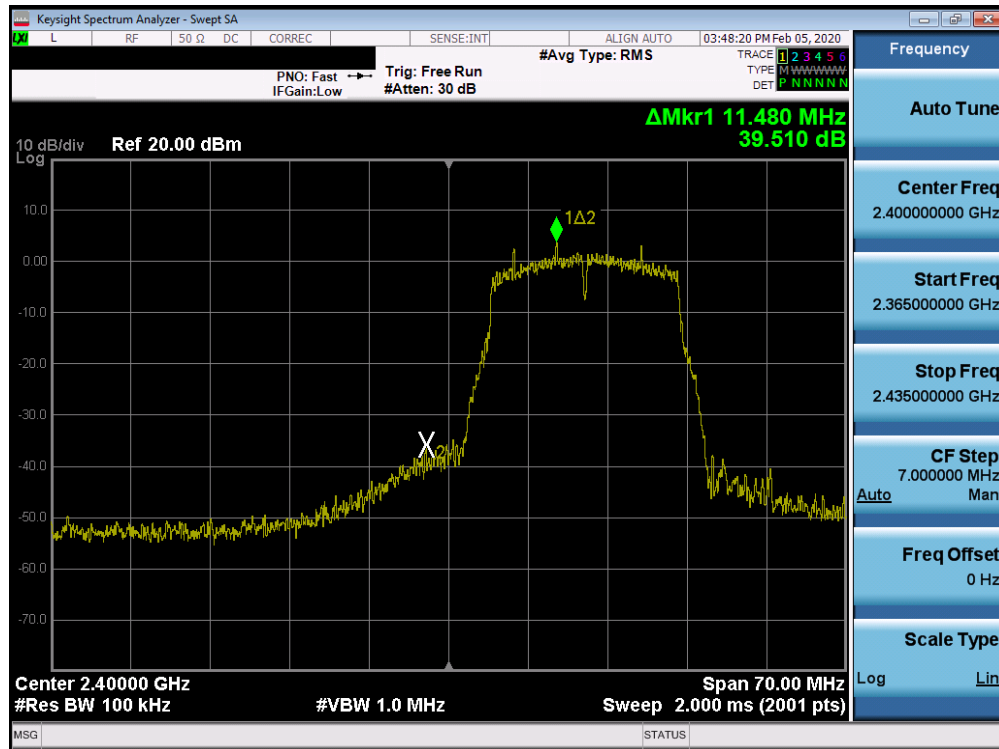 Keysight Spectrum Analyzer - Swept SA
LXI L RF 50 Ω DC CORREC SENSE:INT ALIGN AUTO 03:48:20 PM Feb 05, 2020
PNO: Fast Trig: Free Run #Avg Type: RMS TRACE 1 2 3 4 5 6
IFGain:Low #Atten: 30 dB TYPE M WWWWW
DET P N N N N N
ΔMkr1 11.480 MHz
39.510 dB
10 dB/div Ref 20.00 dBm
Log
10.0
0.00
-10.0
-20.0
-30.0
-40.0
-50.0
-60.0
-70.0
1Δ2
X2
Center 2.40000 GHz Span 70.00 MHz
#Res BW 100 kHz #VBW 1.0 MHz Sweep 2.000 ms (2001 pts)
MSG STATUS
Frequency
Auto Tune
Center Freq
2.400000000 GHz
Start Freq
2.365000000 GHz
Stop Freq
2.435000000 GHz
CF Step
7.000000 MHz
Auto Man
Freq Offset
0 Hz
Scale Type
Log Lin